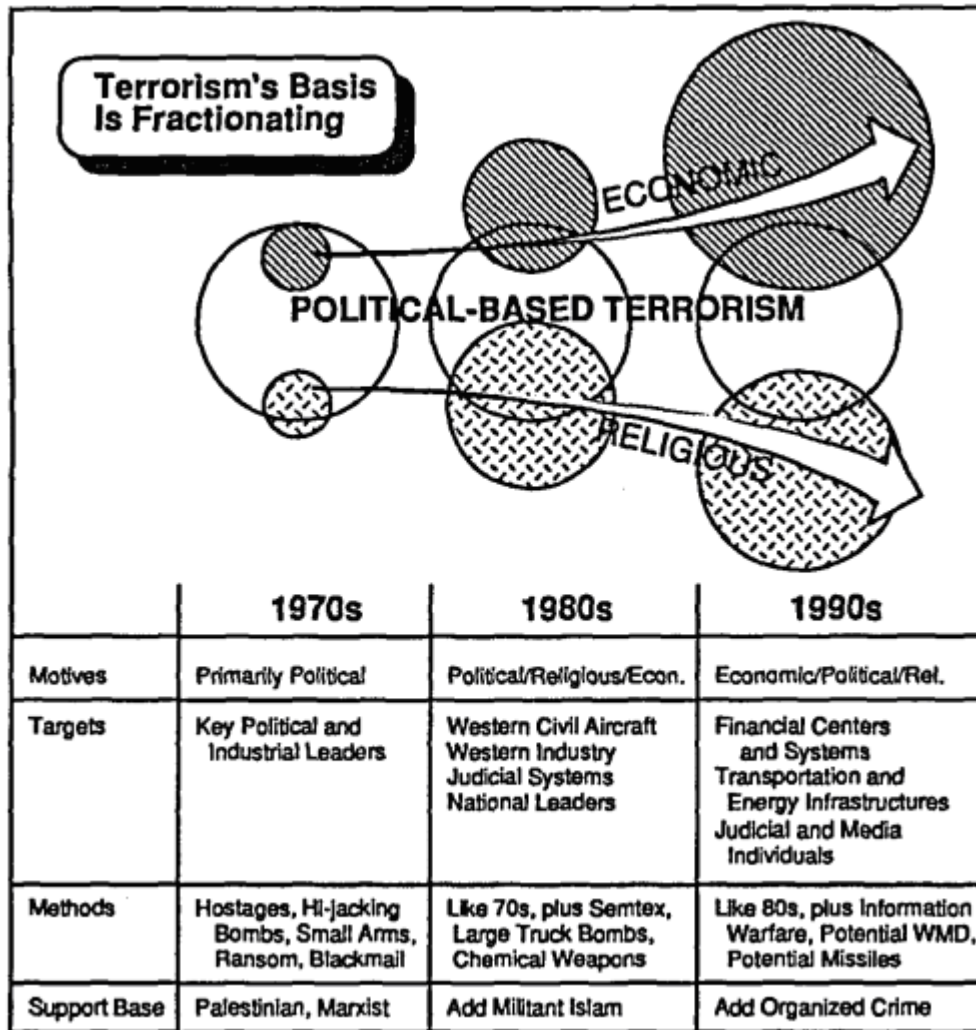 Terrorism's Basis
Is Fractionating
ECONOMIC
POLITICAL-BASED TERRORISM
RELIGIOUS
1970s 1980s 1990s
Motives Primarily Political Political/Religious/Econ. Economic/Political/Rel.
Targets Key Political and Western Civil Aircraft Financial Centers
Industrial Leaders Western Industry and Systems
Judicial Systems Transportation and
National Leaders Energy Infrastructures
Judicial and Media
Individuals
Methods Hostages, Hi-jacking Like 70s, plus Semtex, Like 80s, plus Information
Bombs, Small Arms, Large Truck Bombs, Warfare, Potential WMD,
Ransom, Blackmail Chemical Weapons Potential Missiles
Support Base Palestinian, Marxist Add Militant Islam Add Organized Crime